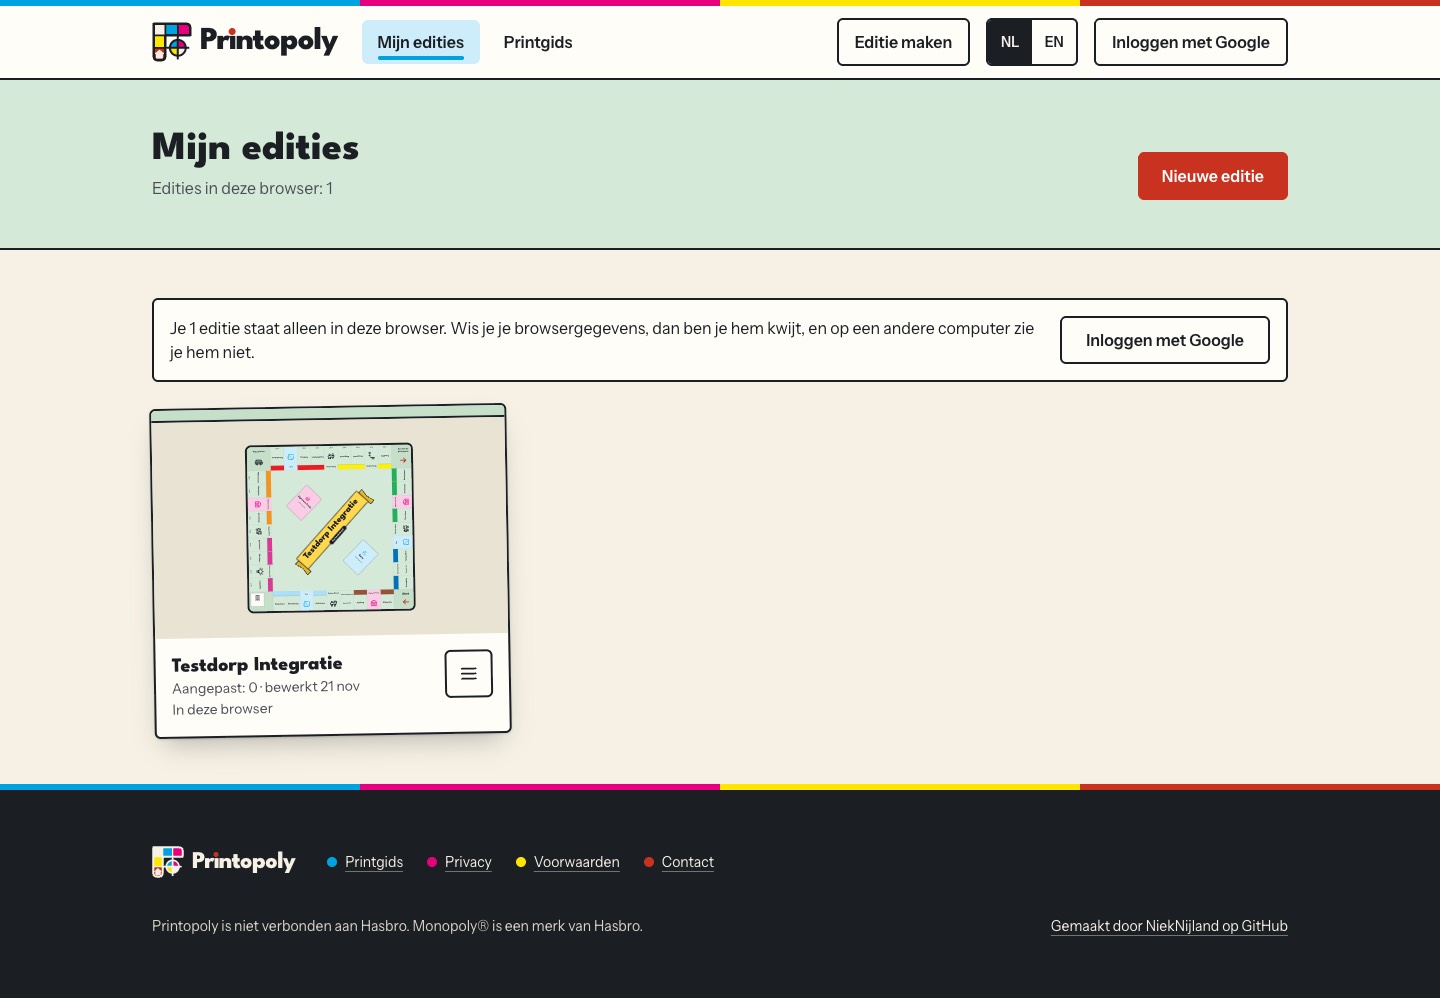 Printopoly
Mijn edities
Printgids
Editie maken
NL
EN
Inloggen met Google
Mijn edities
Edities in deze browser: 1
Nieuwe editie
Je 1 editie staat alleen in deze browser. Wis je je browsergegevens, dan ben je hem kwijt, en op een andere computer zie
je hem niet.
Inloggen met Google
Testdorp Integratie
Testdorp Integratie
Aangepast: 0 · bewerkt 21 nov
In deze browser
Printopoly
Printgids
Privacy
Voorwaarden
Contact
Printopoly is niet verbonden aan Hasbro. Monopoly® is een merk van Hasbro.
Gemaakt door NiekNijland op GitHub